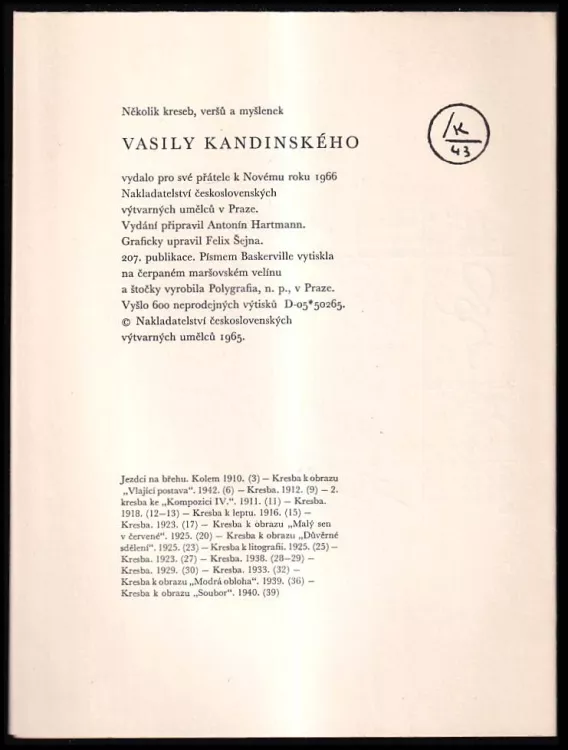 Několik kreseb, veršů a myšlenek
VASILY KANDINSKÉHO
/K
43
vydalo pro své přátele k Novému roku 1966
Nakladatelství československých
výtvarných umělců v Praze.
Vydání připravil Antonín Hartmann.
Graficky upravil Felix Šejna.
207. publikace. Písmem Baskerville vytiskla
na čerpaném maršovském velínu
a štočky vyrobila Polygrafia, n. p., v Praze.
Vyšlo 600 neprodejných výtisků D-05*50265.
© Nakladatelství československých
výtvarných umělců 1965.
Jezdci na břehu. Kolem 1910. (3) – Kresba k obrazu
„Vlající postava“. 1942. (6) – Kresba. 1912. (9) – 2.
kresba ke „Kompozici IV.“. 1911. (11) – Kresba.
1918. (12–13) – Kresba k leptu. 1916. (15) –
Kresba. 1923. (17) – Kresba k obrazu „Malý sen
v červené“. 1925. (20) – Kresba k obrazu „Důvěrné
sdělení“. 1925. (23) – Kresba k litografii. 1925. (25) –
Kresba. 1923. (27) – Kresba. 1938. (28–29) –
Kresba. 1929. (30) – Kresba. 1933. (32) –
Kresba k obrazu „Modrá obloha“. 1939. (36) –
Kresba k obrazu „Soubor“. 1940. (39)